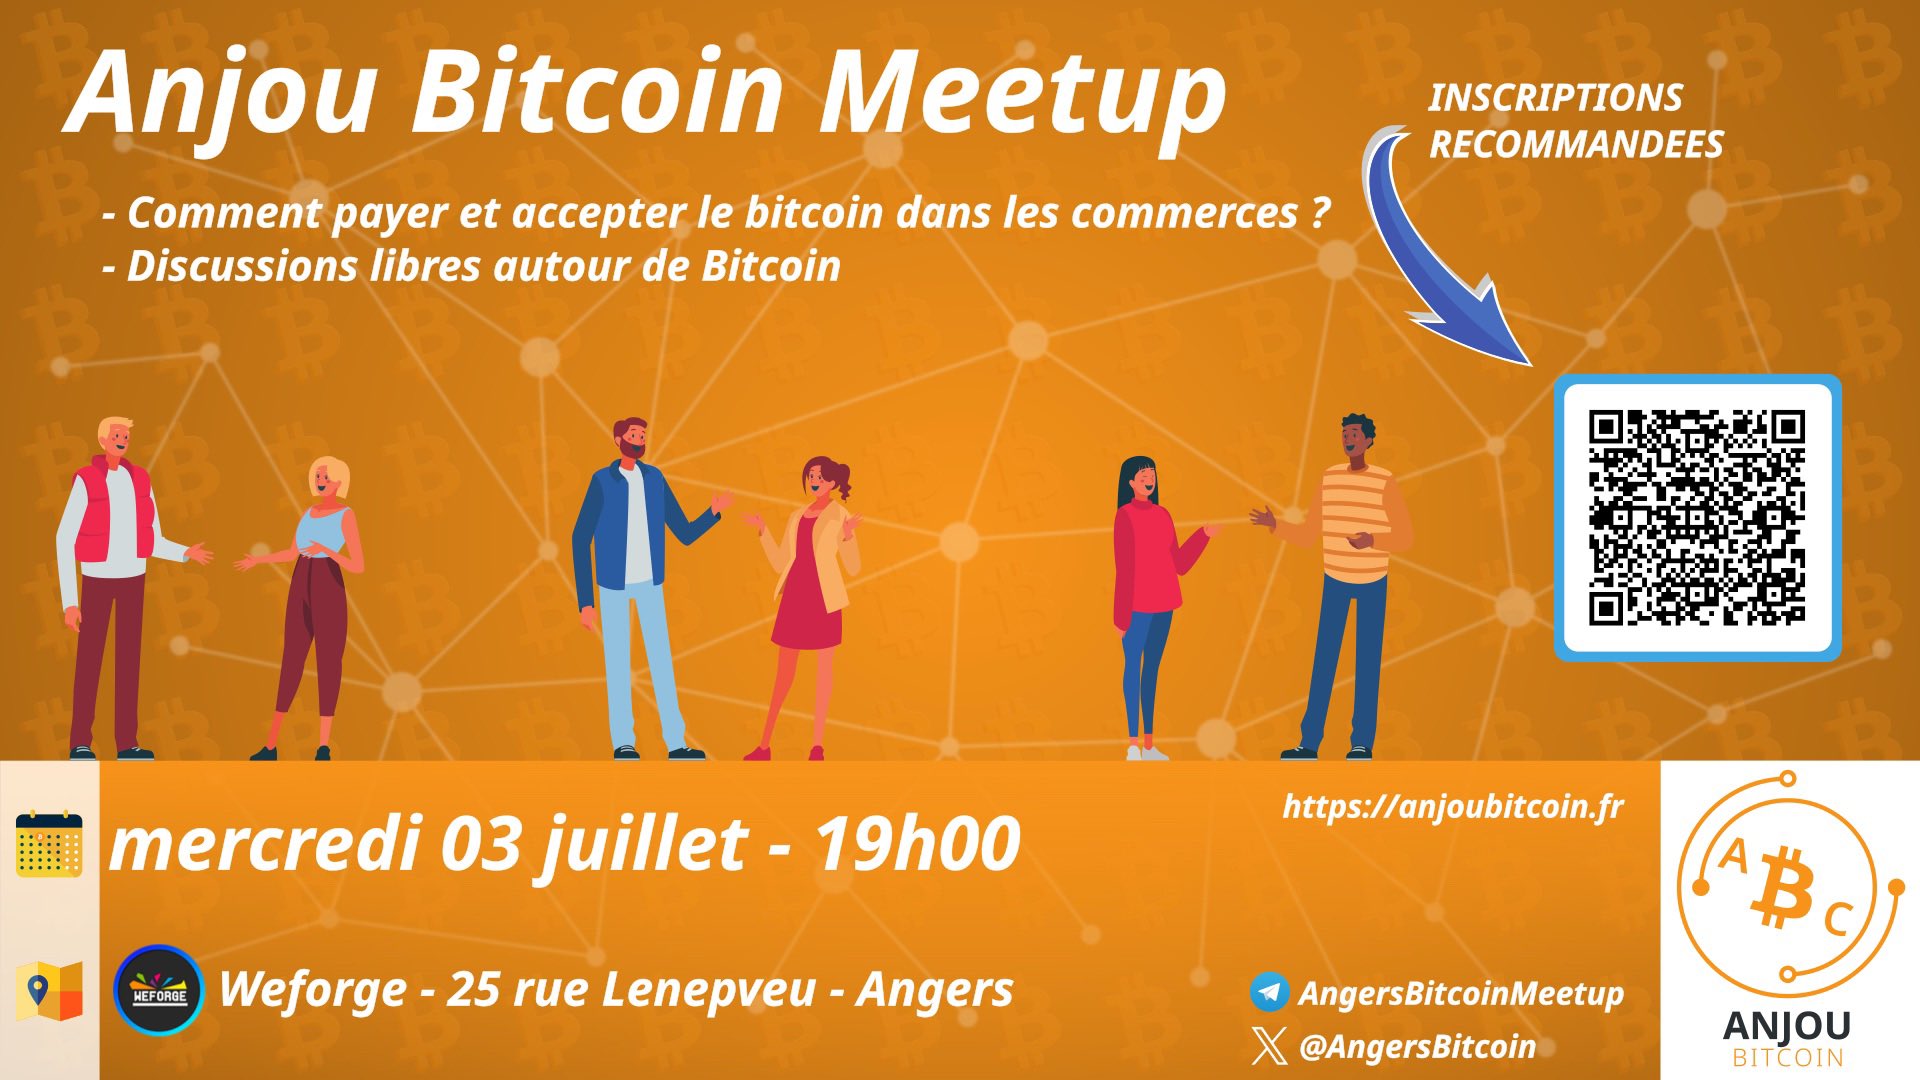 Anjou Bitcoin Meetup
INSCRIPTIONS
RECOMMANDEES
- Comment payer et accepter le bitcoin dans les commerces ?
- Discussions libres autour de Bitcoin
mercredi 03 juillet - 19h00
https://anjoubitcoin.fr
WEFORGE
Weforge - 25 rue Lenepveu - Angers
AngersBitcoinMeetup
@AngersBitcoin
A ₿ C
ANJOU
BITCOIN